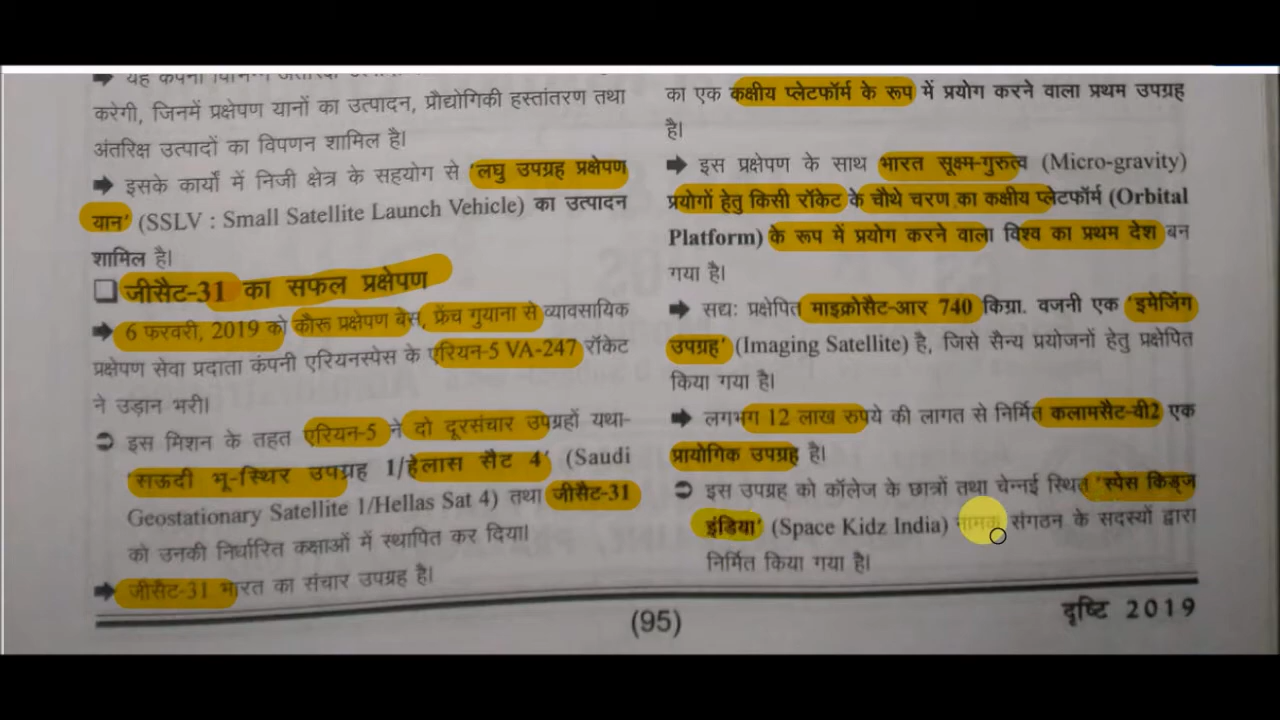 ➡ यह कंपनी विभिन्न
करेगी, जिनमें प्रक्षेपण यानों का उत्पादन, प्रौद्योगिकी हस्तांतरण तथा
अंतरिक्ष उत्पादों का विपणन शामिल है।
➡ इसके कार्यों में निजी क्षेत्र के सहयोग से 'लघु उपग्रह प्रक्षेपण
यान' (SSLV : Small Satellite Launch Vehicle) का उत्पादन
शामिल है।
❑ जीसैट-31 का सफल प्रक्षेपण
➡ 6 फरवरी, 2019 को कौरू प्रक्षेपण बेस, फ्रेंच गुयाना से व्यावसायिक
प्रक्षेपण सेवा प्रदाता कंपनी एरियनस्पेस के एरियन-5 VA-247 रॉकेट
ने उड़ान भरी।
➲ इस मिशन के तहत एरियन-5 ने दो दूरसंचार उपग्रहों यथा-
'सऊदी भू-स्थिर उपग्रह 1/हेलास सैट 4' (Saudi
Geostationary Satellite 1/Hellas Sat 4) तथा जीसैट-31
को उनकी निर्धारित कक्षाओं में स्थापित कर दिया।
➡ जीसैट-31 भारत का संचार उपग्रह है।
का एक कक्षीय प्लेटफॉर्म के रूप में प्रयोग करने वाला प्रथम उपग्रह
है।
➡ इस प्रक्षेपण के साथ भारत सूक्ष्म-गुरुत्व (Micro-gravity)
प्रयोगों हेतु किसी रॉकेट के चौथे चरण का कक्षीय प्लेटफॉर्म (Orbital
Platform) के रूप में प्रयोग करने वाला विश्व का प्रथम देश बन
गया है।
➡ सद्यः प्रक्षेपित माइक्रोसैट-आर 740 किग्रा. वजनी एक 'इमेजिंग
उपग्रह' (Imaging Satellite) है, जिसे सैन्य प्रयोजनों हेतु प्रक्षेपित
किया गया है।
➡ लगभग 12 लाख रुपये की लागत से निर्मित कलामसैट-वी2 एक
प्रायोगिक उपग्रह है।
➲ इस उपग्रह को कॉलेज के छात्रों तथा चेन्नई स्थित 'स्पेस किड्ज
इंडिया' (Space Kidz India) नामक संगठन के सदस्यों द्वारा
निर्मित किया गया है।
(95)
दृष्टि 2019